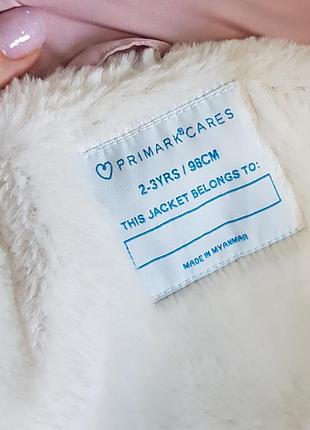 PRIMARK® CARES
2-3YRS / 98CM
THIS JACKET BELONGS TO:
MADE IN MYANMAR